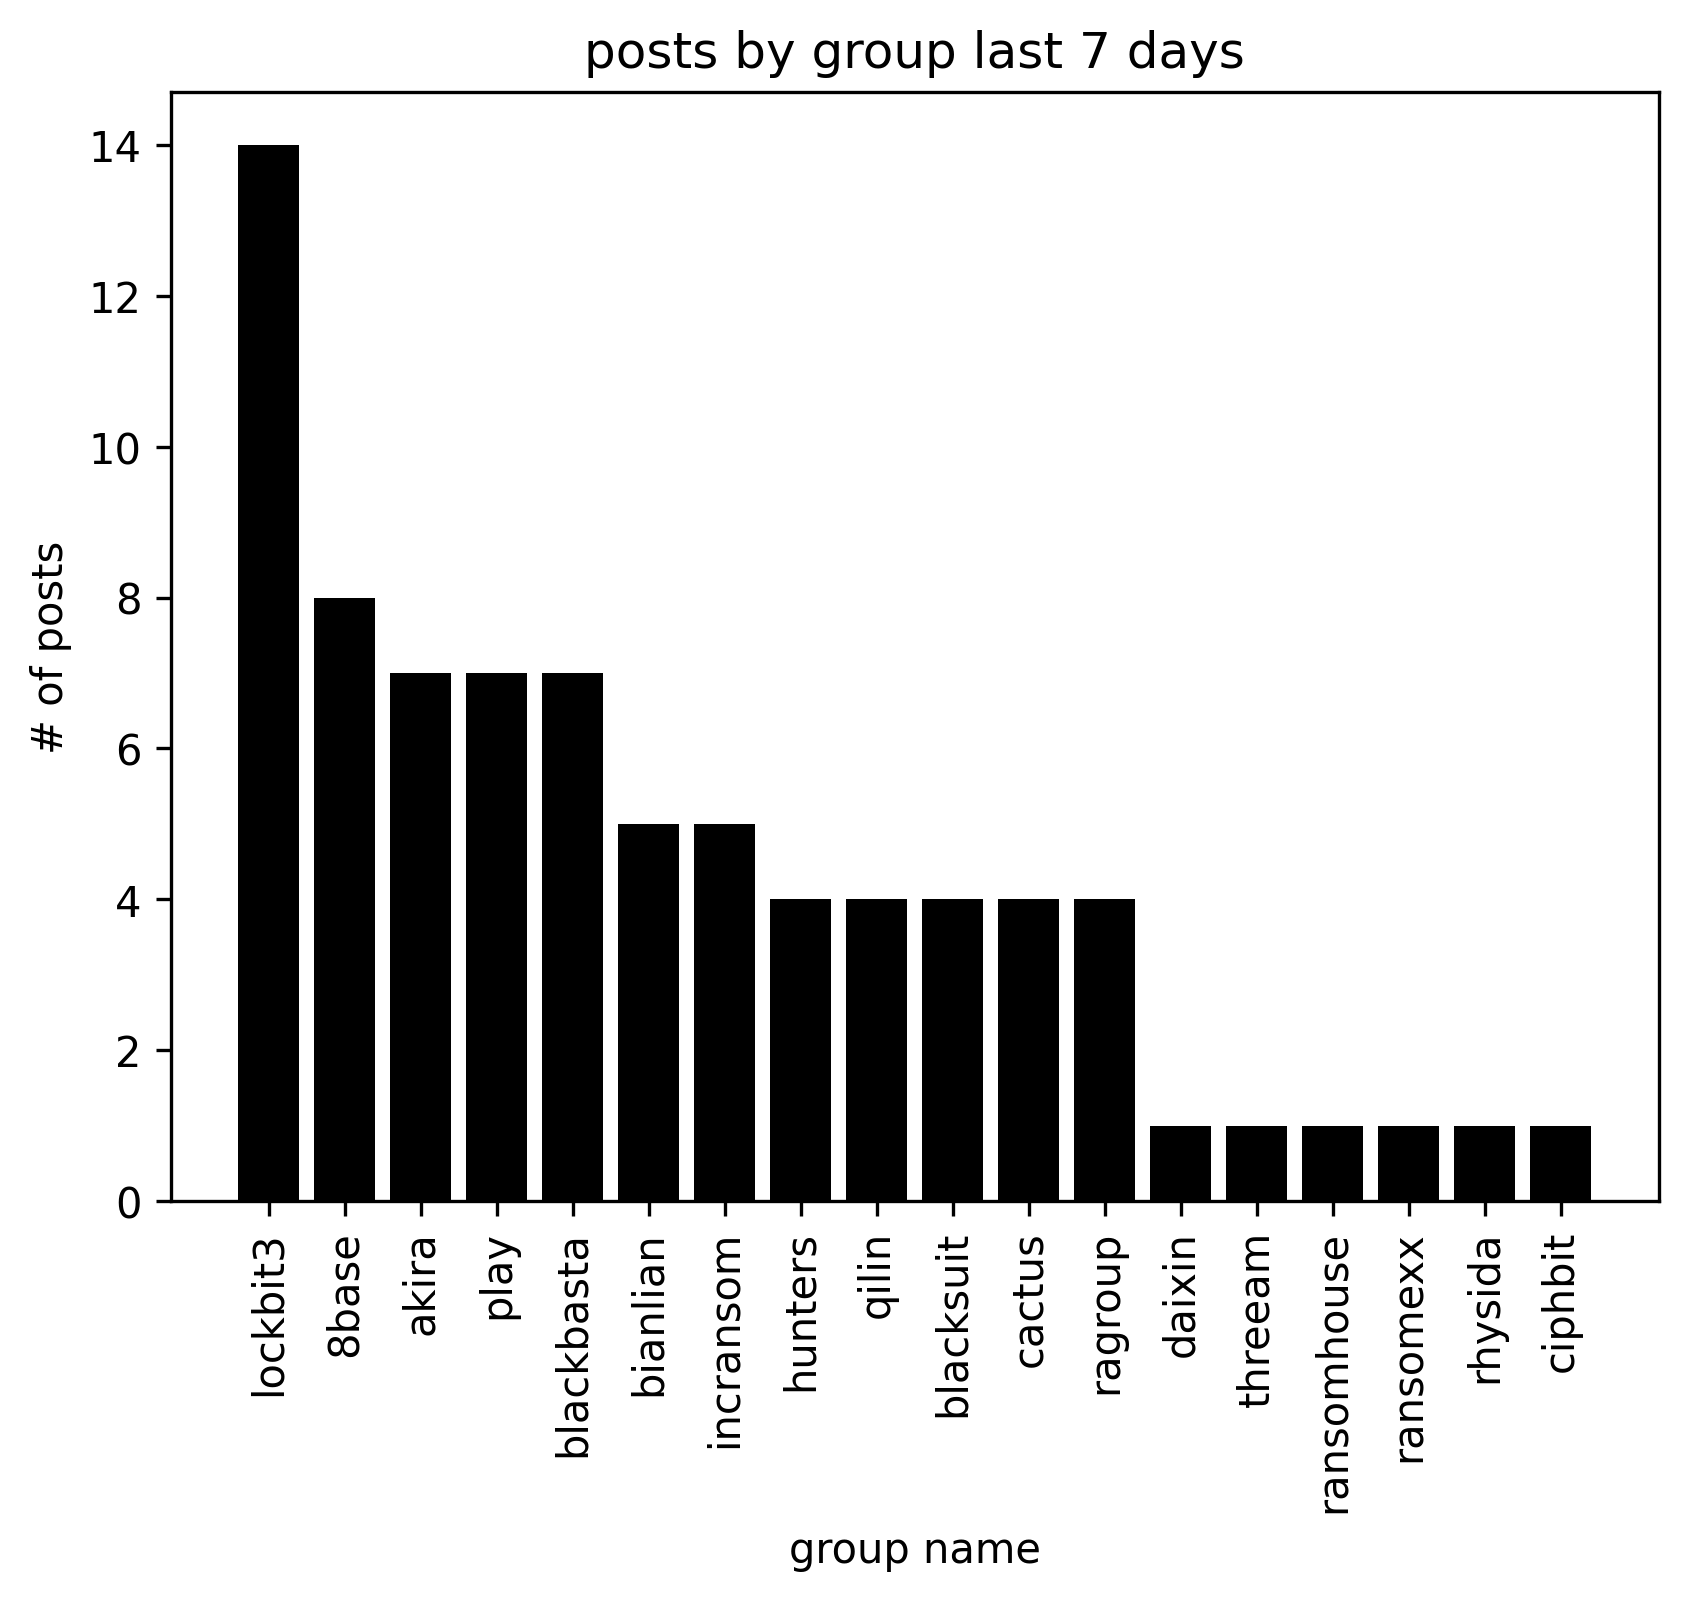 posts by group last 7 days
14
12
10
8
6
4
2
0
# of posts
lockbit3
8base
akira
play
blackbasta
bianlian
incransom
hunters
qilin
blacksuit
cactus
ragroup
daixin
threeam
ransomhouse
ransomexx
rhysida
ciphbit
group name